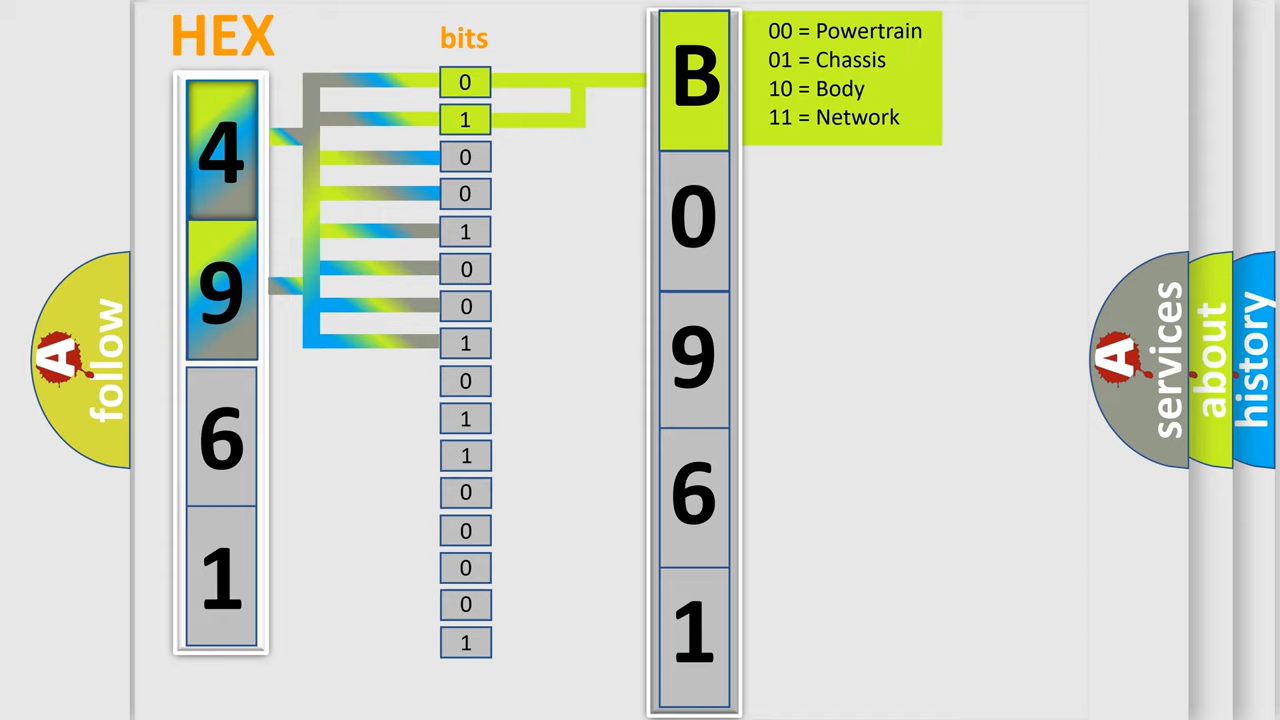 HEX
4
9
6
1
bits
0
1
0
0
1
0
0
1
0
1
1
0
0
0
0
1
B
0
9
6
1
00 = Powertrain
01 = Chassis
10 = Body
11 = Network
A
follow
A
services
about
history